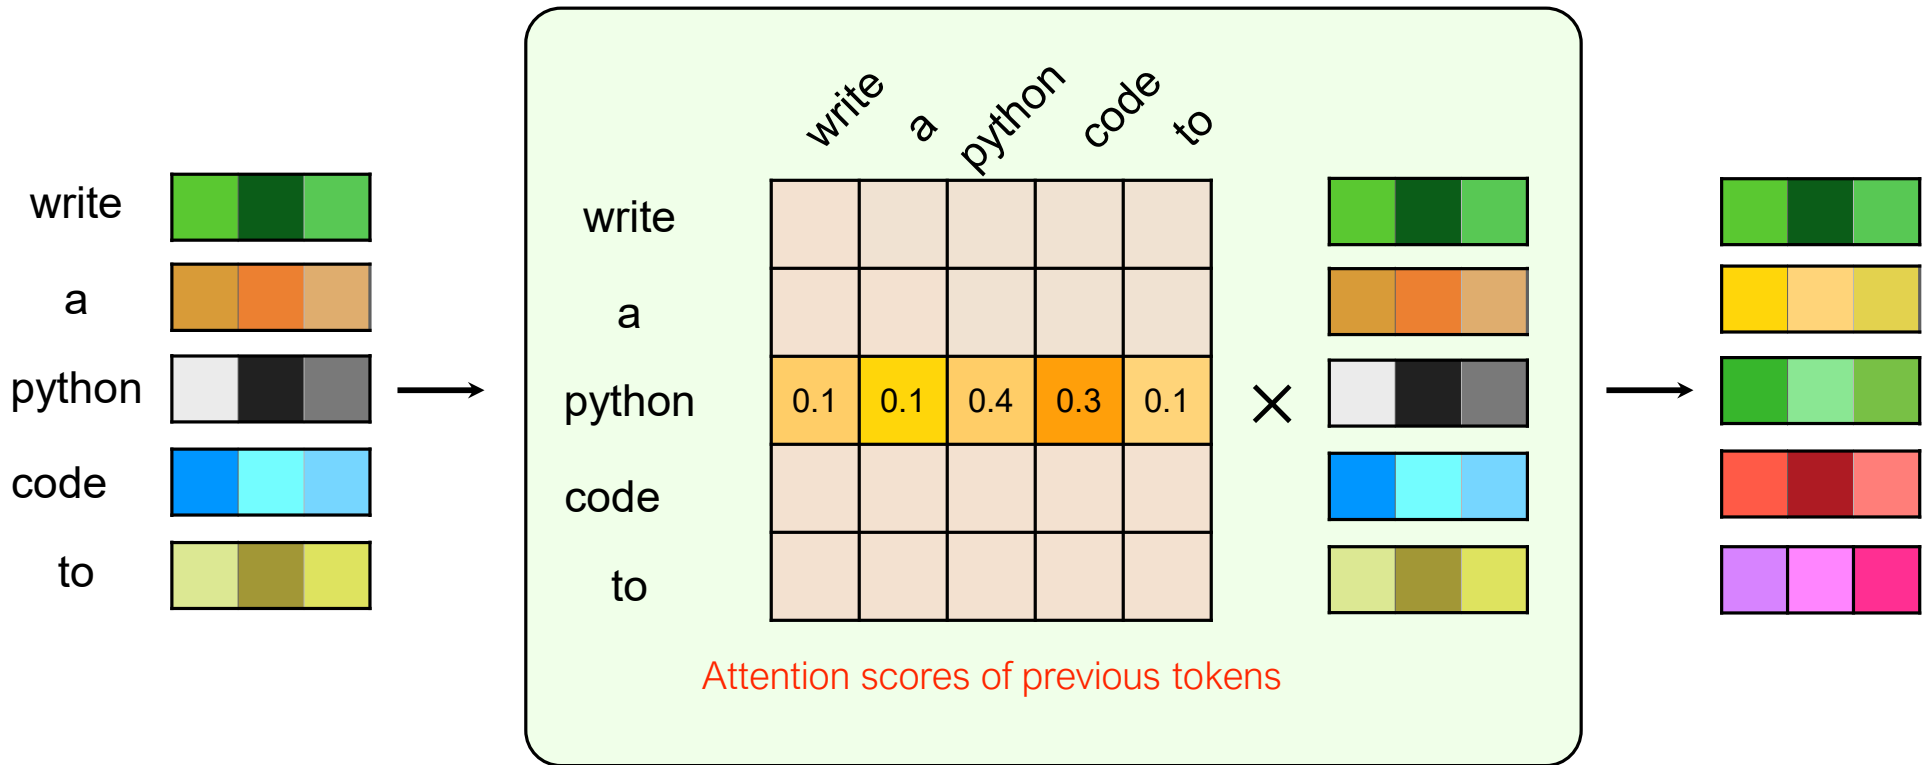 write a python code to
write
a
python
code
to
write
a
python 0.1 0.1 0.4 0.3 0.1 ×
code
to
Attention scores of previous tokens